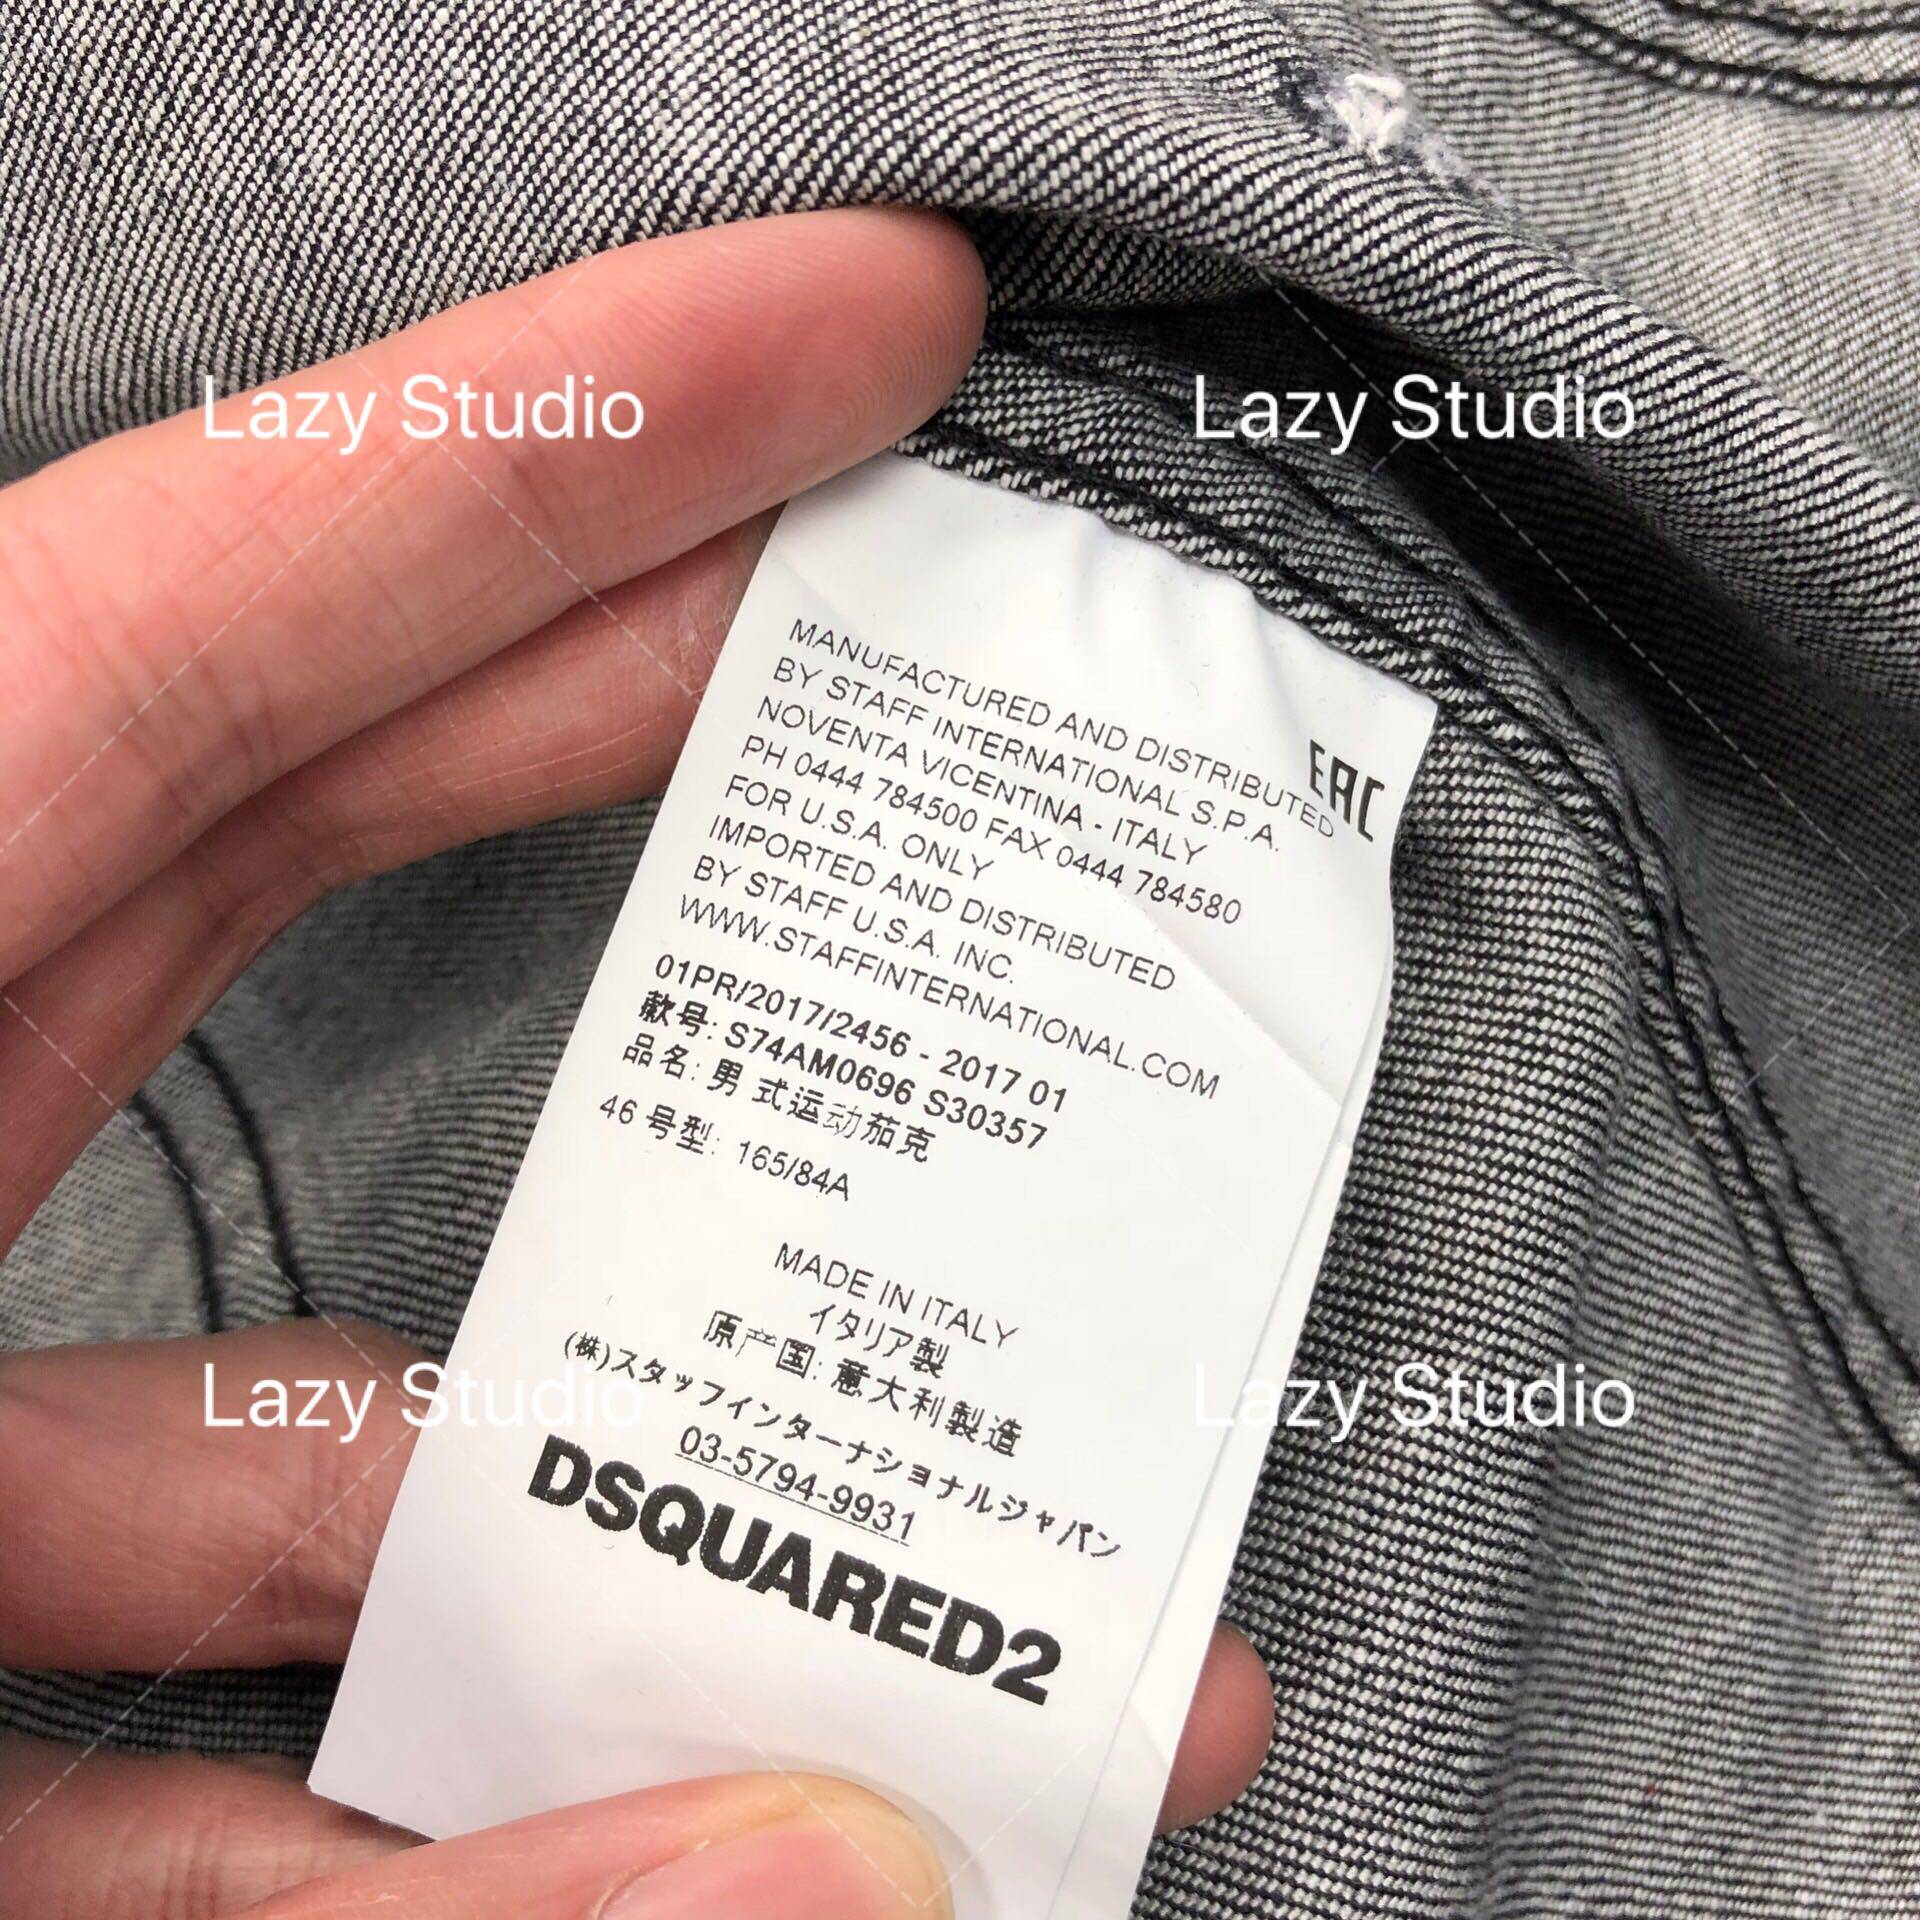 Lazy Studio
Lazy Studio
EAC
MANUFACTURED AND DISTRIBUTED
BY STAFF INTERNATIONAL S.P.A.
NOVENTA VICENTINA - ITALY
PH 0444 784500 FAX 0444 784580
FOR U.S.A. ONLY
IMPORTED AND DISTRIBUTED
BY STAFF U.S.A. INC.
WWW.STAFFINTERNATIONAL.COM
01PR/2017/2456 - 2017 01
款号: S74AM0696 S30357
品名: 男 式运动茄克
46 号型: 165/84A
MADE IN ITALY
イタリア製
原产国: 意大利製造
(株)スタッフインターナショナルジャパン
03-5794-9931
DSQUARED2
Lazy Studio
Lazy Studio